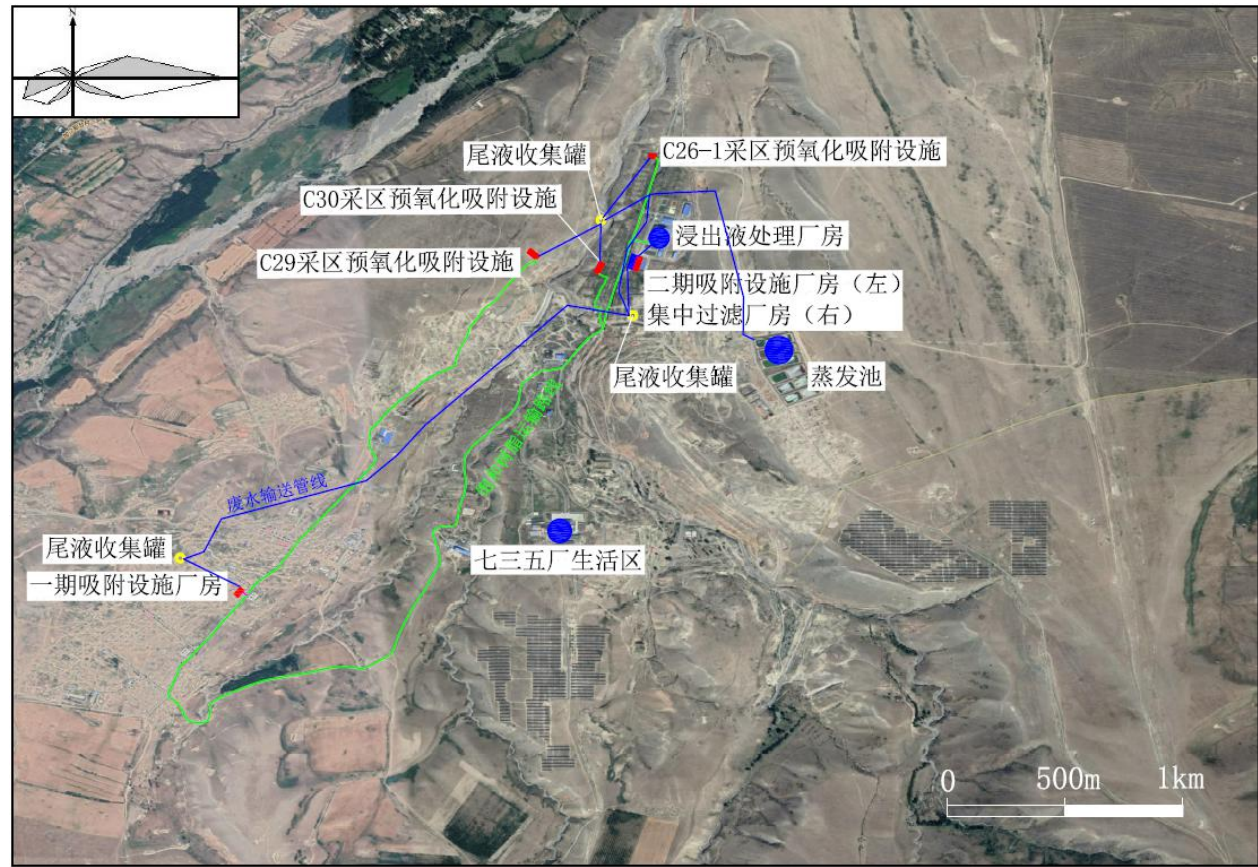 N
尾液收集罐
C26-1采区预氧化吸附设施
C30采区预氧化吸附设施
浸出液处理厂房
C29采区预氧化吸附设施
二期吸附设施厂房（左）
集中过滤厂房（右）
尾液收集罐
蒸发池
废水输送管线
尾液收集罐
七三五厂生活区
一期吸附设施厂房
0 500m 1km